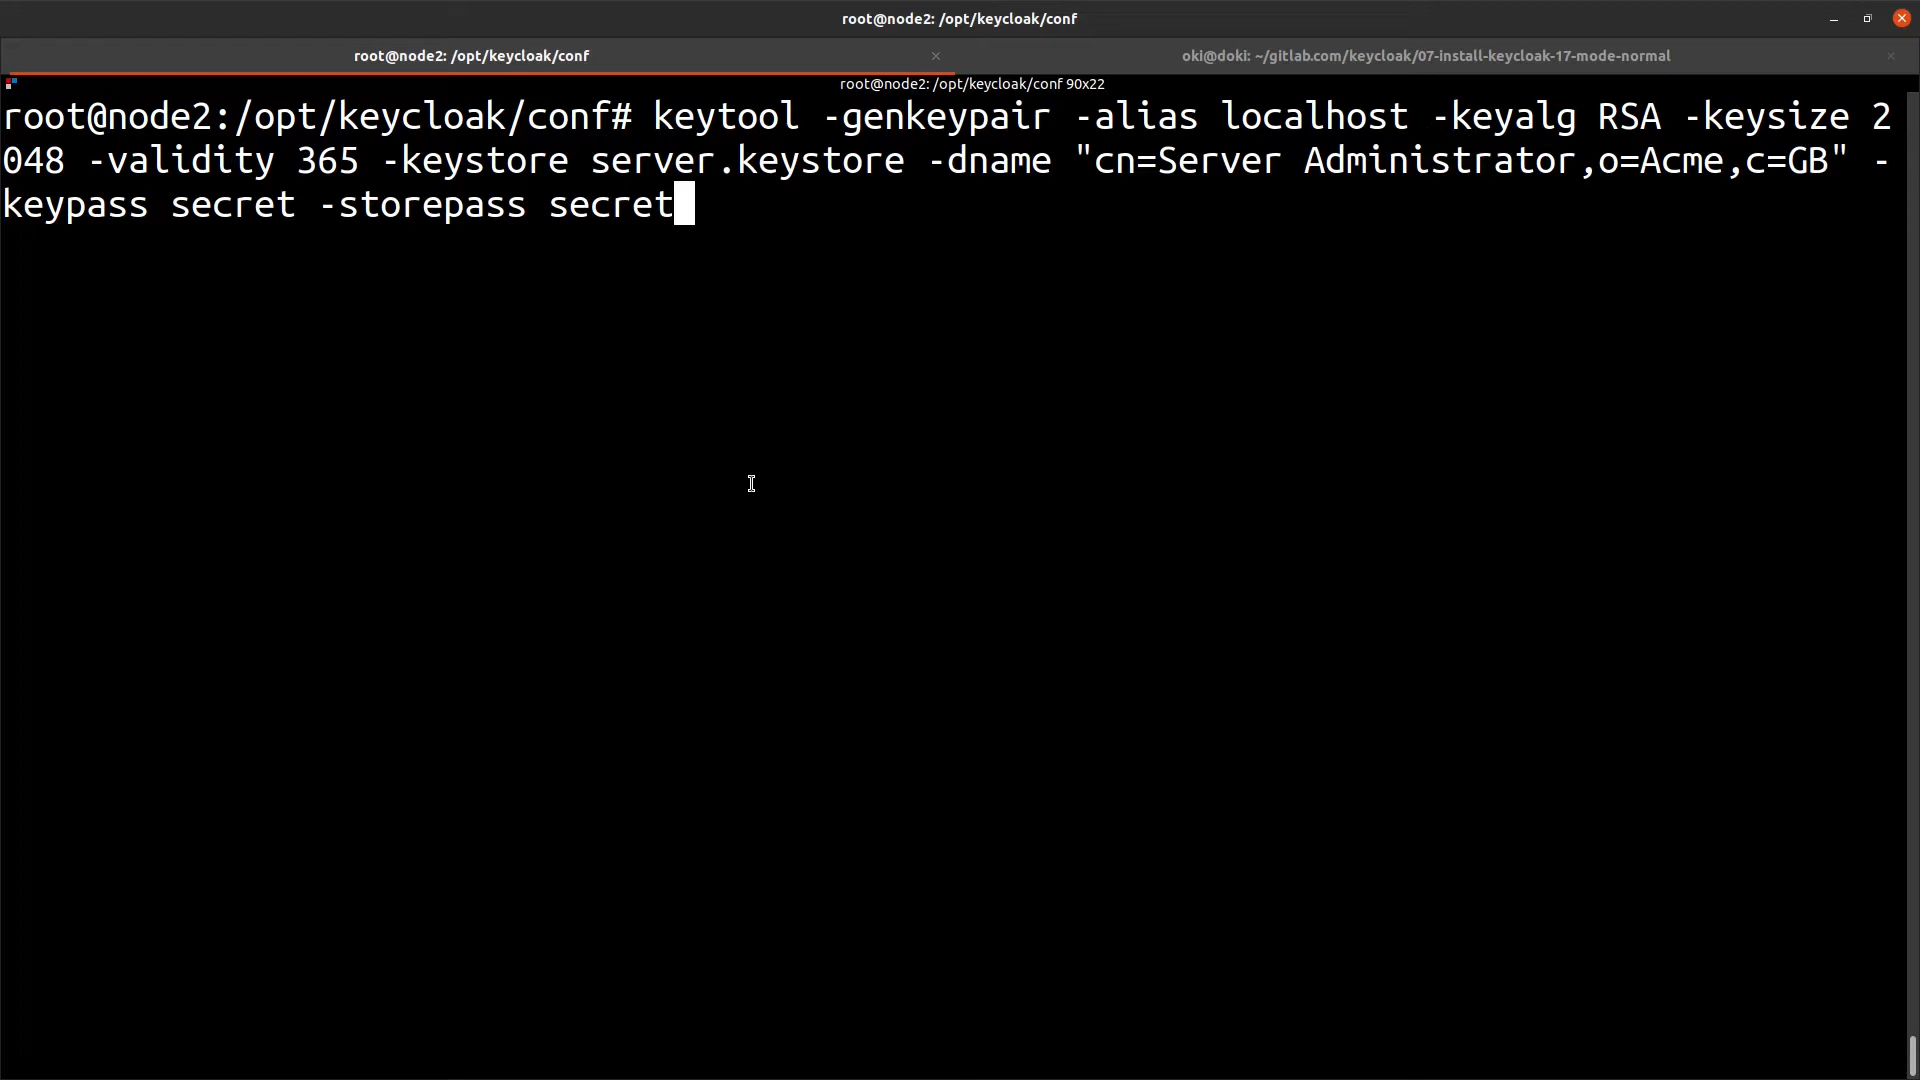 root@node2: /opt/keycloak/conf
root@node2: /opt/keycloak/conf
oki@doki: ~/gitlab.com/keycloak/07-install-keycloak-17-mode-normal
root@node2: /opt/keycloak/conf 90x22
root@node2:/opt/keycloak/conf# keytool -genkeypair -alias localhost -keyalg RSA -keysize 2
048 -validity 365 -keystore server.keystore -dname "cn=Server Administrator,o=Acme,c=GB" -
keypass secret -storepass secret